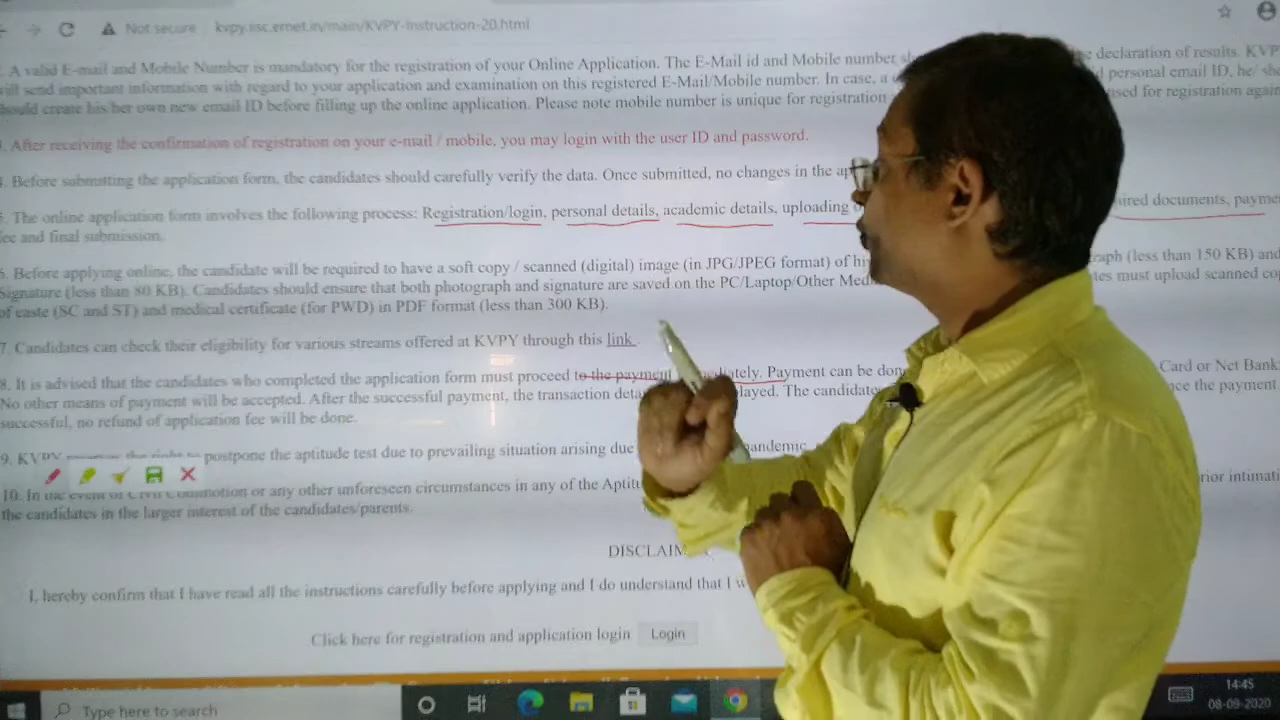 Not secure kvpy.iisc.ernet.in/main/KVPY-Instruction-20.html
A valid E-mail and Mobile Number is mandatory for the registration of your Online Application. The E-Mail id and Mobile number declaration of results. KVP
will send important information with regard to your application and examination on this registered E-Mail/Mobile number. In case, a personal email ID, he/ she
should create his/her own new email ID before filling up the online application. Please note mobile number is unique for registration used for registration again
After receiving the confirmation of registration on your e-mail / mobile, you may login with the user ID and password.
4. Before submitting the application form, the candidates should carefully verify the data. Once submitted, no changes in the
5. The online application form involves the following process: Registration/login, personal details, academic details, uploading documents, payme
fee and final submission.
6. Before applying online, the candidate will be required to have a soft copy / scanned (digital) image (in JPG/JPEG format) of (less than 150 KB) and
Signature (less than 80 KB). Candidates should ensure that both photograph and signature are saved on the PC/Laptop/Other must upload scanned
of caste (SC and ST) and medical certificate (for PWD) in PDF format (less than 300 KB).
7. Candidates can check their eligibility for various streams offered at KVPY through this link.
8. It is advised that the candidates who completed the application form must proceed to the payment Payment can be Card or Net
No other means of payment will be accepted. After the successful payment, the transaction The the payment
successful, no refund of application fee will be done.
9. KVPY postpone the aptitude test due to prevailing situation arising due
10. In the event of Civil Commotion or any other unforeseen circumstances in any of the
the candidates in the larger interest of the candidates/parents.
I, hereby confirm that I have read all the instructions carefully before applying and I do understand that I
Click here for registration and application login Login
Type here to search
14:45
08-09-2020